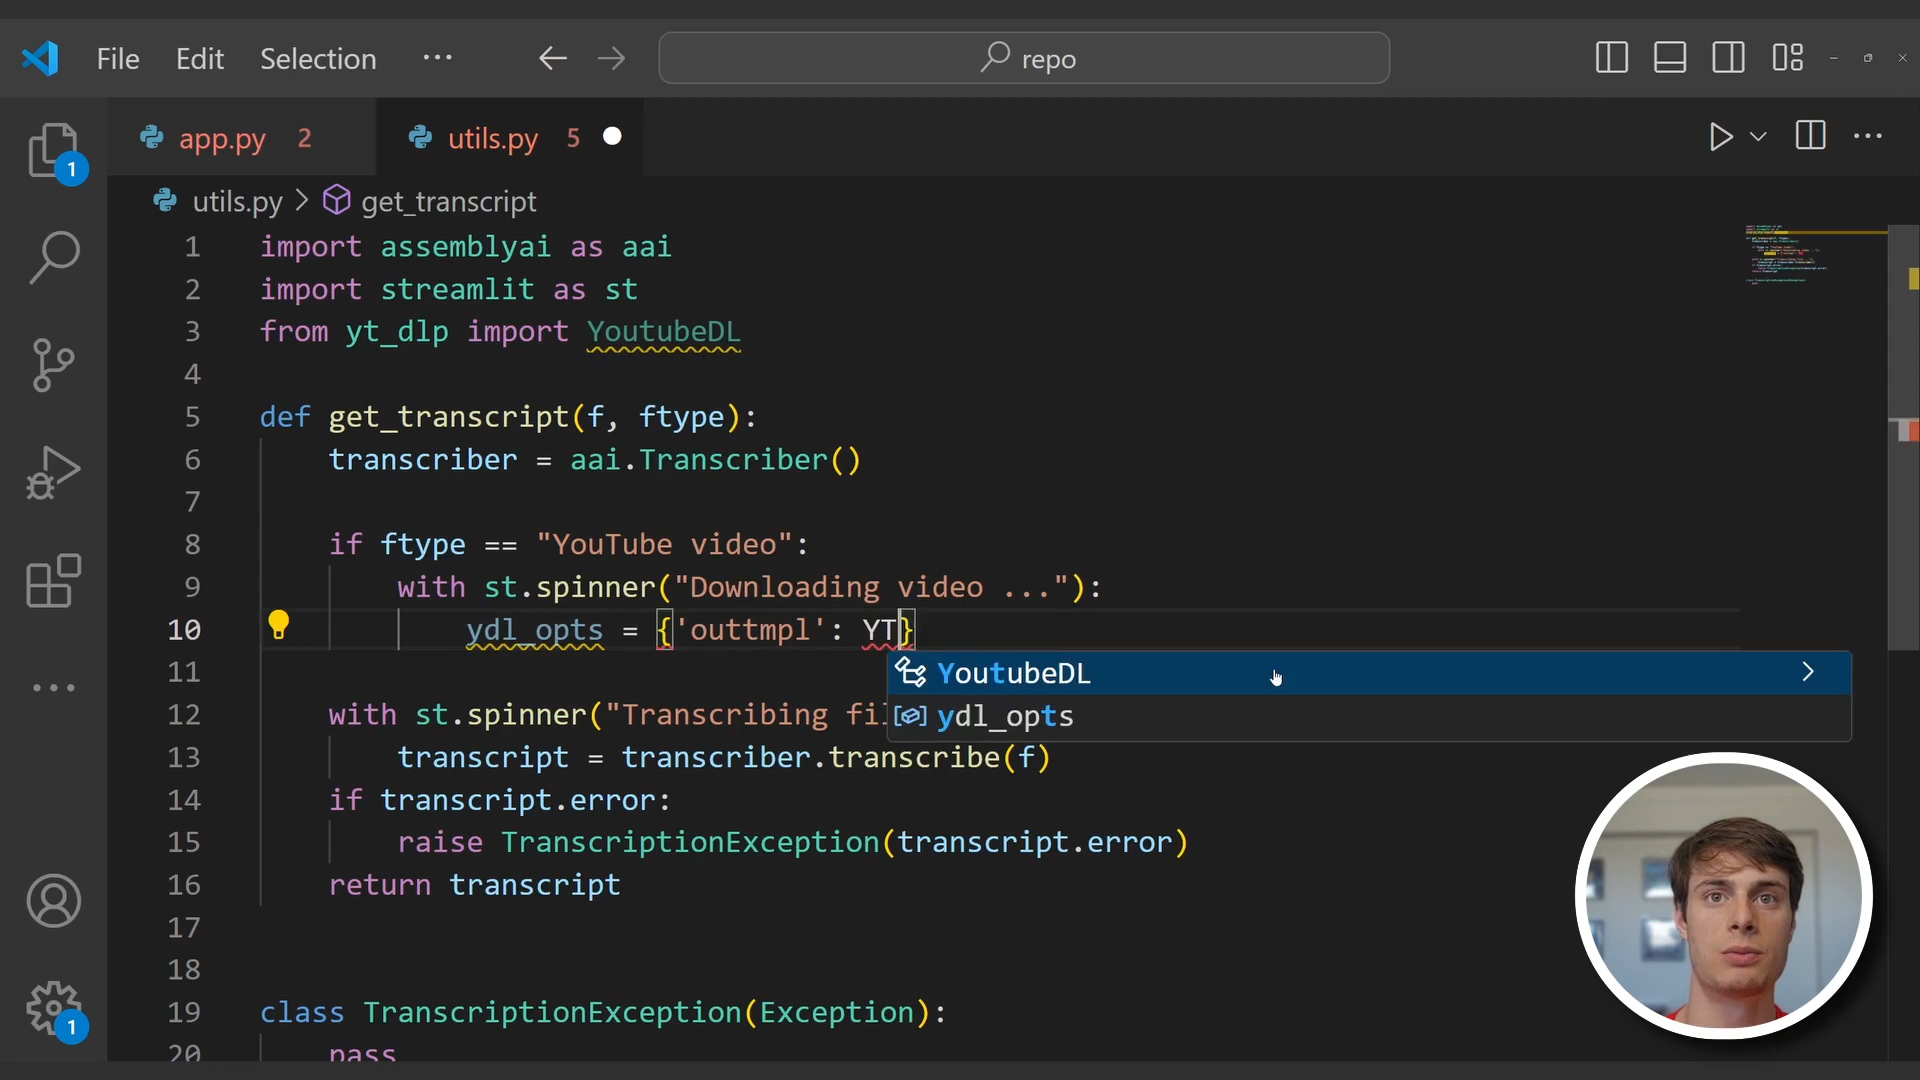 File Edit Selection ··· repo
app.py 2 utils.py 5
utils.py > get_transcript
1 import assemblyai as aai
2 import streamlit as st
3 from yt_dlp import YoutubeDL
4
5 def get_transcript(f, ftype):
6 transcriber = aai.Transcriber()
7
8 if ftype == "YouTube video":
9 with st.spinner("Downloading video ..."):
10 ydl_opts = {'outtmpl': YT}
11 YoutubeDL
12 with st.spinner("Transcribing fil ydl_opts
13 transcript = transcriber.transcribe(f)
14 if transcript.error:
15 raise TranscriptionException(transcript.error)
16 return transcript
17
18
19 class TranscriptionException(Exception):
20 pass
1
1